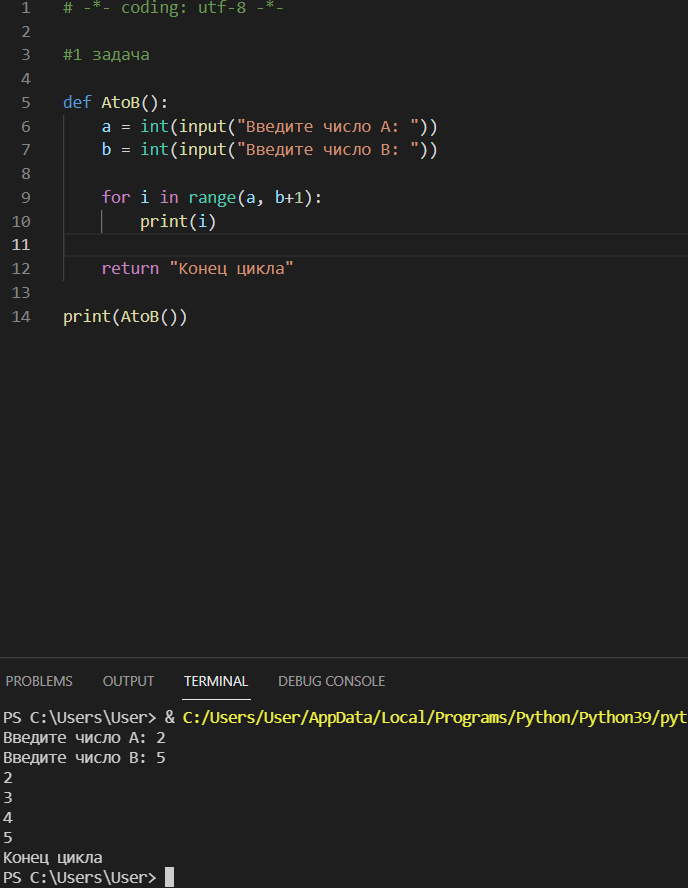 1 # -*- coding: utf-8 -*-
2
3 #1 задача
4
5 def AtoB():
6 a = int(input("Введите число A: "))
7 b = int(input("Введите число B: "))
8
9 for i in range(a, b+1):
10 print(i)
11
12 return "Конец цикла"
13
14 print(AtoB())
PROBLEMS OUTPUT TERMINAL DEBUG CONSOLE
PS C:\Users\User> & C:/Users/User/AppData/Local/Programs/Python/Python39/pyt
Введите число A: 2
Введите число B: 5
2
3
4
5
Конец цикла
PS C:\Users\User>